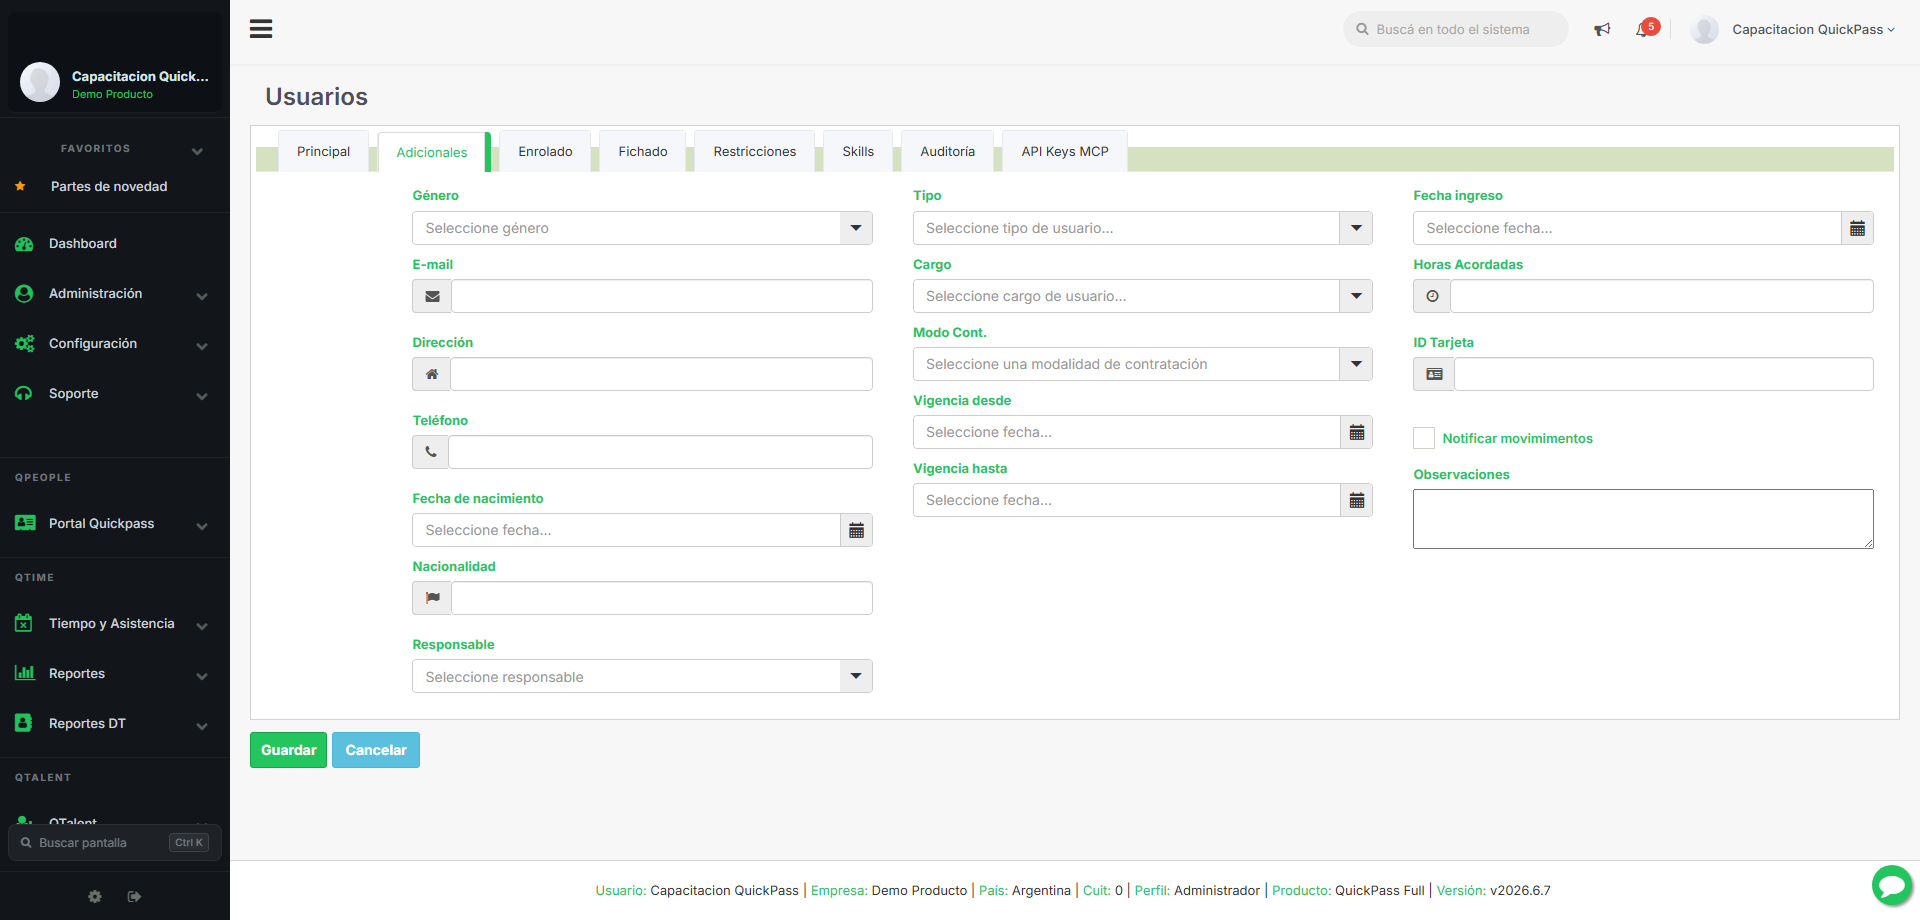 Capacitacion Quick...
Demo Producto
FAVORITOS
Partes de novedad
Dashboard
Administración
Configuración
Soporte
QPEOPLE
Portal Quickpass
QTIME
Tiempo y Asistencia
Reportes
Reportes DT
QTALENT
QTalent
Buscar pantalla
Ctrl K
Buscá en todo el sistema
5
Capacitacion QuickPass
Usuarios
Principal
Adicionales
Enrolado
Fichado
Restricciones
Skills
Auditoría
API Keys MCP
Género
Seleccione género
E-mail
Dirección
Teléfono
Fecha de nacimiento
Seleccione fecha...
Nacionalidad
Responsable
Seleccione responsable
Tipo
Seleccione tipo de usuario...
Cargo
Seleccione cargo de usuario...
Modo Cont.
Seleccione una modalidad de contratación
Vigencia desde
Seleccione fecha...
Vigencia hasta
Seleccione fecha...
Fecha ingreso
Seleccione fecha...
Horas Acordadas
ID Tarjeta
Notificar movimimentos
Observaciones
Guardar
Cancelar
Usuario: Capacitacion QuickPass | Empresa: Demo Producto | País: Argentina | Cuit: 0 | Perfil: Administrador | Producto: QuickPass Full | Versión: v2026.6.7